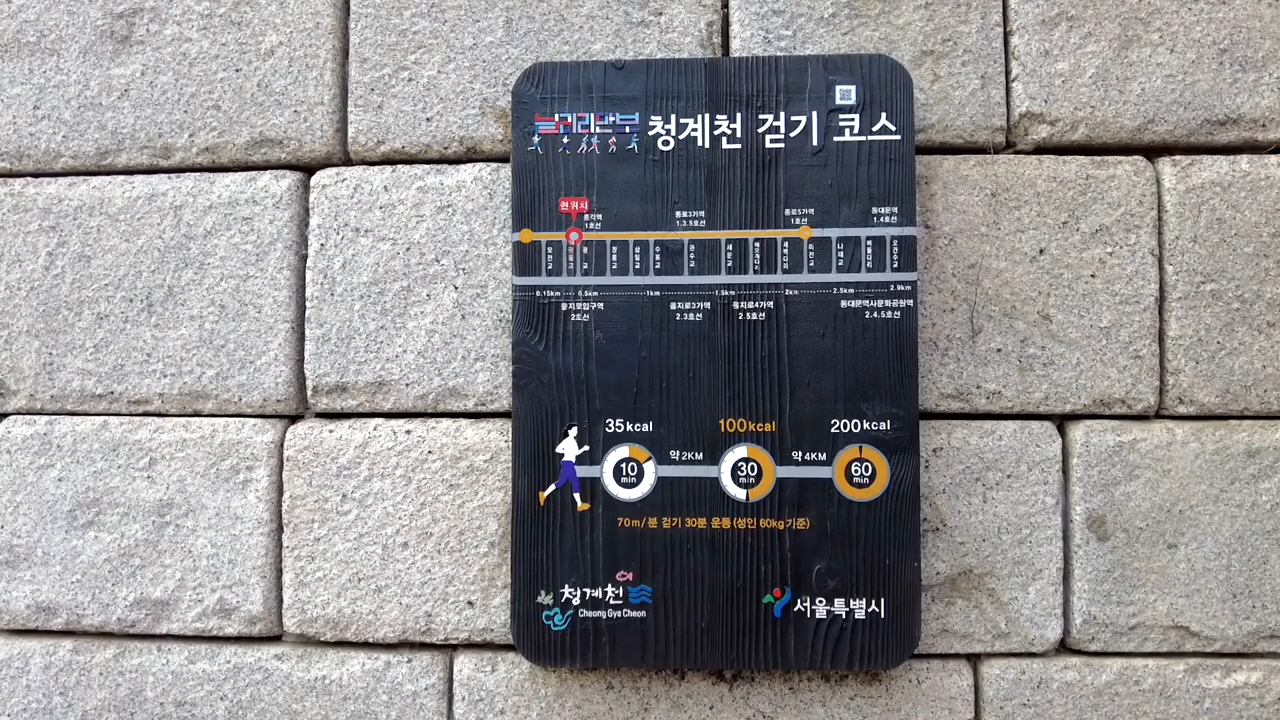 늘그리만보 청계천 걷기 코스
현위치
종각역
1호선
종로3가역
1.3.5호선
종로5가역
1호선
동대문역
1.4호선
모전교
광통교
광교
장통교
삼일교
수표교
관수교
세운교
배오개다리
새벽다리
마전교
나래교
버들다리
오간수교
0.15km 0.5km 1km 1.5km 2km 2.5km 2.9km
을지로입구역
2호선
을지로3가역
2.3호선
을지로4가역
2.5호선
동대문역사문화공원역
2.4.5호선
35kcal 100kcal 200kcal
약 2KM 약 4KM
10 min 30 min 60 min
70m/분 걷기 30분 운동(성인 60kg기준)
청계천
Cheong Gye Cheon
서울특별시